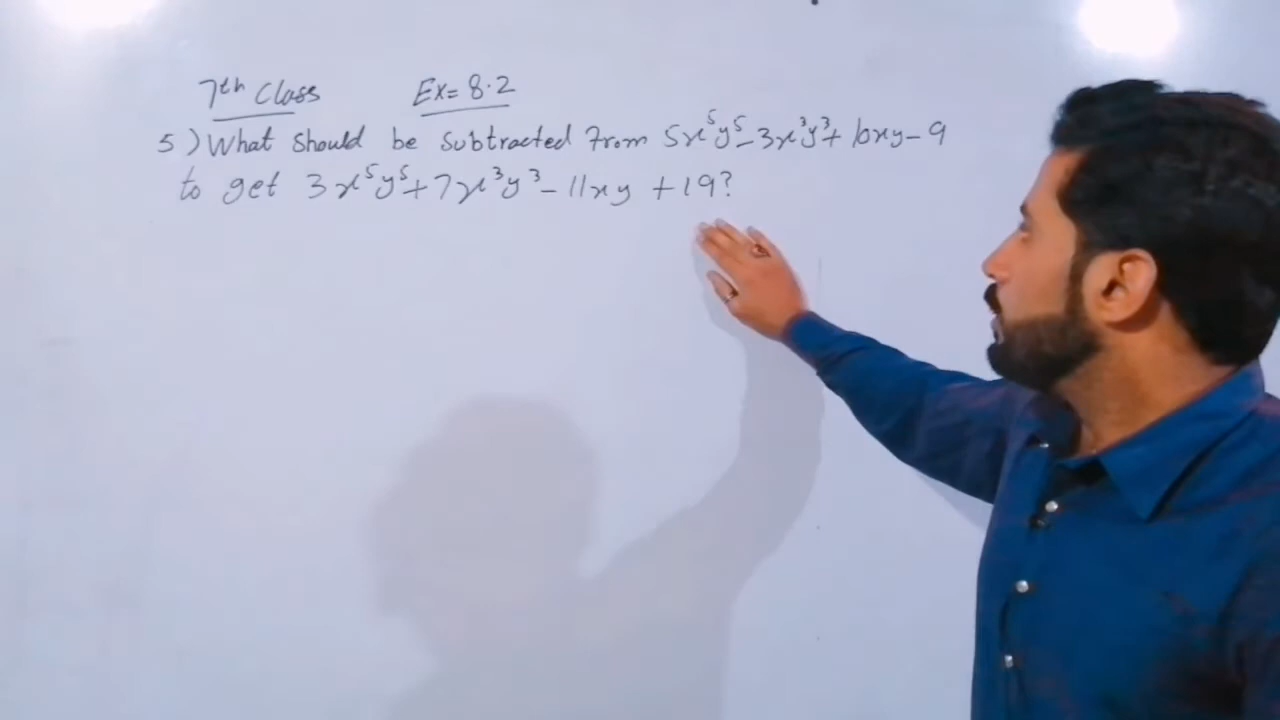 7th Class Ex= 8.2
5) What should be subtracted from 5x⁵y⁵ - 3x³y³ + 10xy - 9
to get 3x⁵y⁵ + 7x³y³ - 11xy + 19?